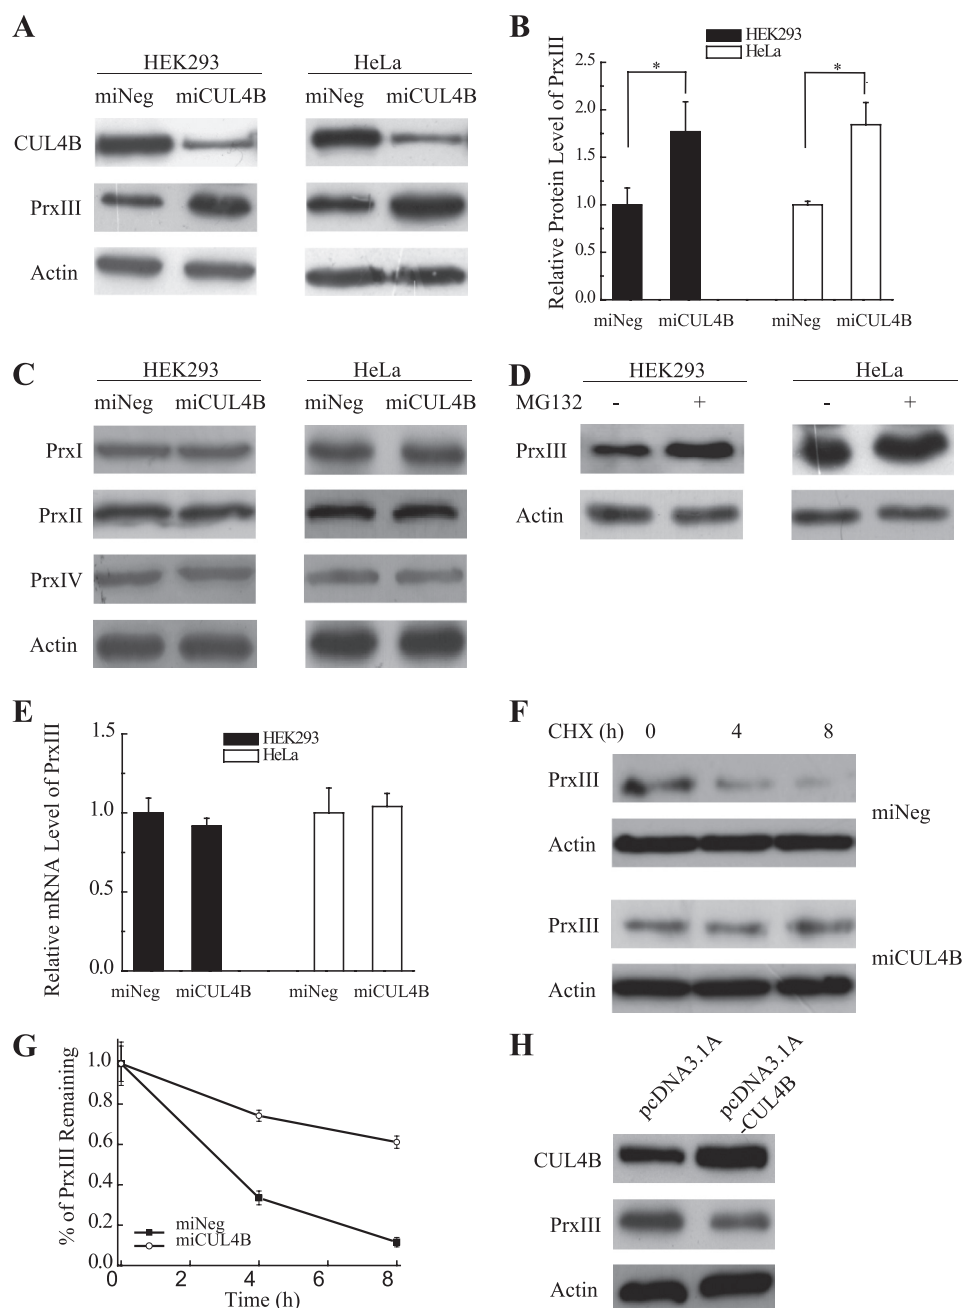 A
HEK293
HeLa
miNeg miCUL4B
miNeg miCUL4B
CUL4B
PrxIII
Actin
B
HEK293
HeLa
Relative Protein Level of PrxIII
2.5
2.0
1.5
1.0
0.5
0.0
*
*
miNeg miCUL4B
miNeg miCUL4B
C
HEK293
HeLa
miNeg miCUL4B
miNeg miCUL4B
PrxI
PrxII
PrxIV
Actin
D
HEK293
HeLa
MG132 - + - +
PrxIII
Actin
E
HEK293
HeLa
Relative mRNA Level of PrxIII
1.5
1.0
0.5
0.0
miNeg miCUL4B
miNeg miCUL4B
F
CHX (h) 0 4 8
PrxIII
miNeg
Actin
PrxIII
miCUL4B
Actin
G
% of PrxIII Remaining
1.0
0.8
0.6
0.4
0.2
0.0
miNeg
miCUL4B
0 2 4 6 8
Time (h)
H
pcDNA3.1A
pcDNA3.1A
-CUL4B
CUL4B
PrxIII
Actin